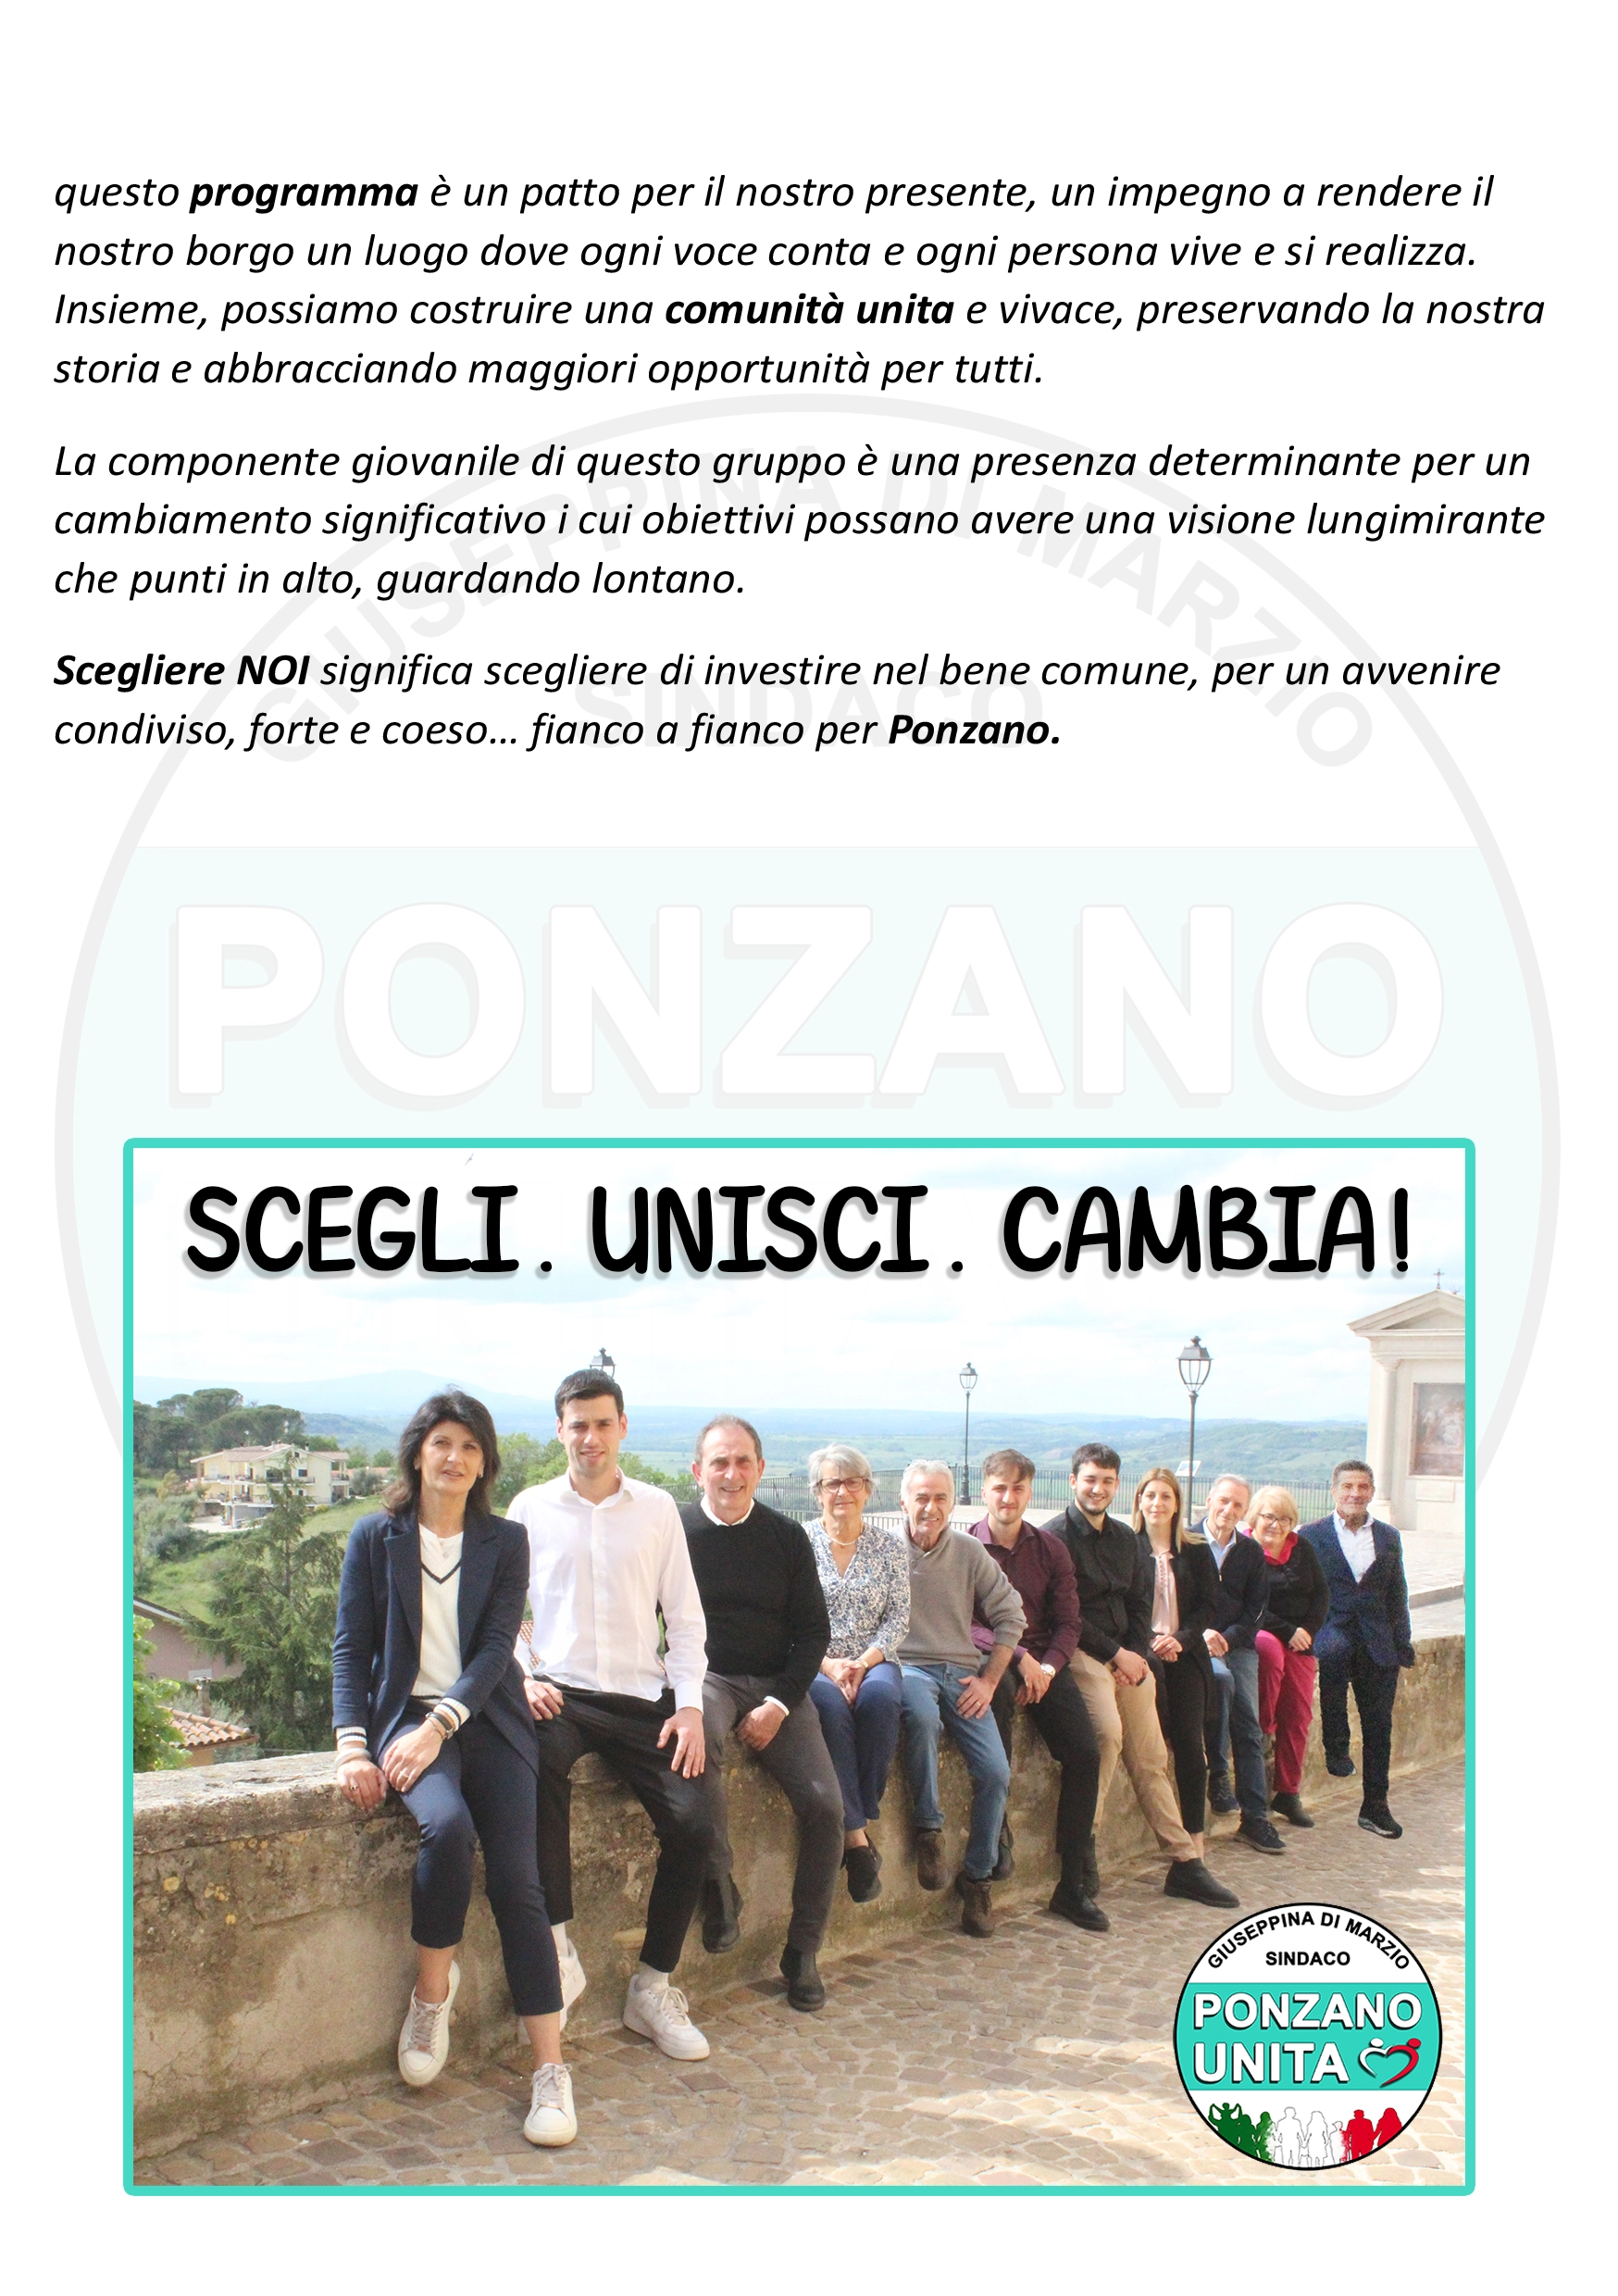 questo programma è un patto per il nostro presente, un impegno a rendere il
nostro borgo un luogo dove ogni voce conta e ogni persona vive e si realizza.
Insieme, possiamo costruire una comunità unita e vivace, preservando la nostra
storia e abbracciando maggiori opportunità per tutti.
La componente giovanile di questo gruppo è una presenza determinante per un
cambiamento significativo i cui obiettivi possano avere una visione lungimirante
che punti in alto, guardando lontano.
Scegliere NOI significa scegliere di investire nel bene comune, per un avvenire
condiviso, forte e coeso... fianco a fianco per Ponzano.
GIUSEPPINA DI MARZIO
SINDACO
PONZANO
SCEGLI. UNISCI. CAMBIA!
GIUSEPPINA DI MARZIO
SINDACO
PONZANO
UNITA